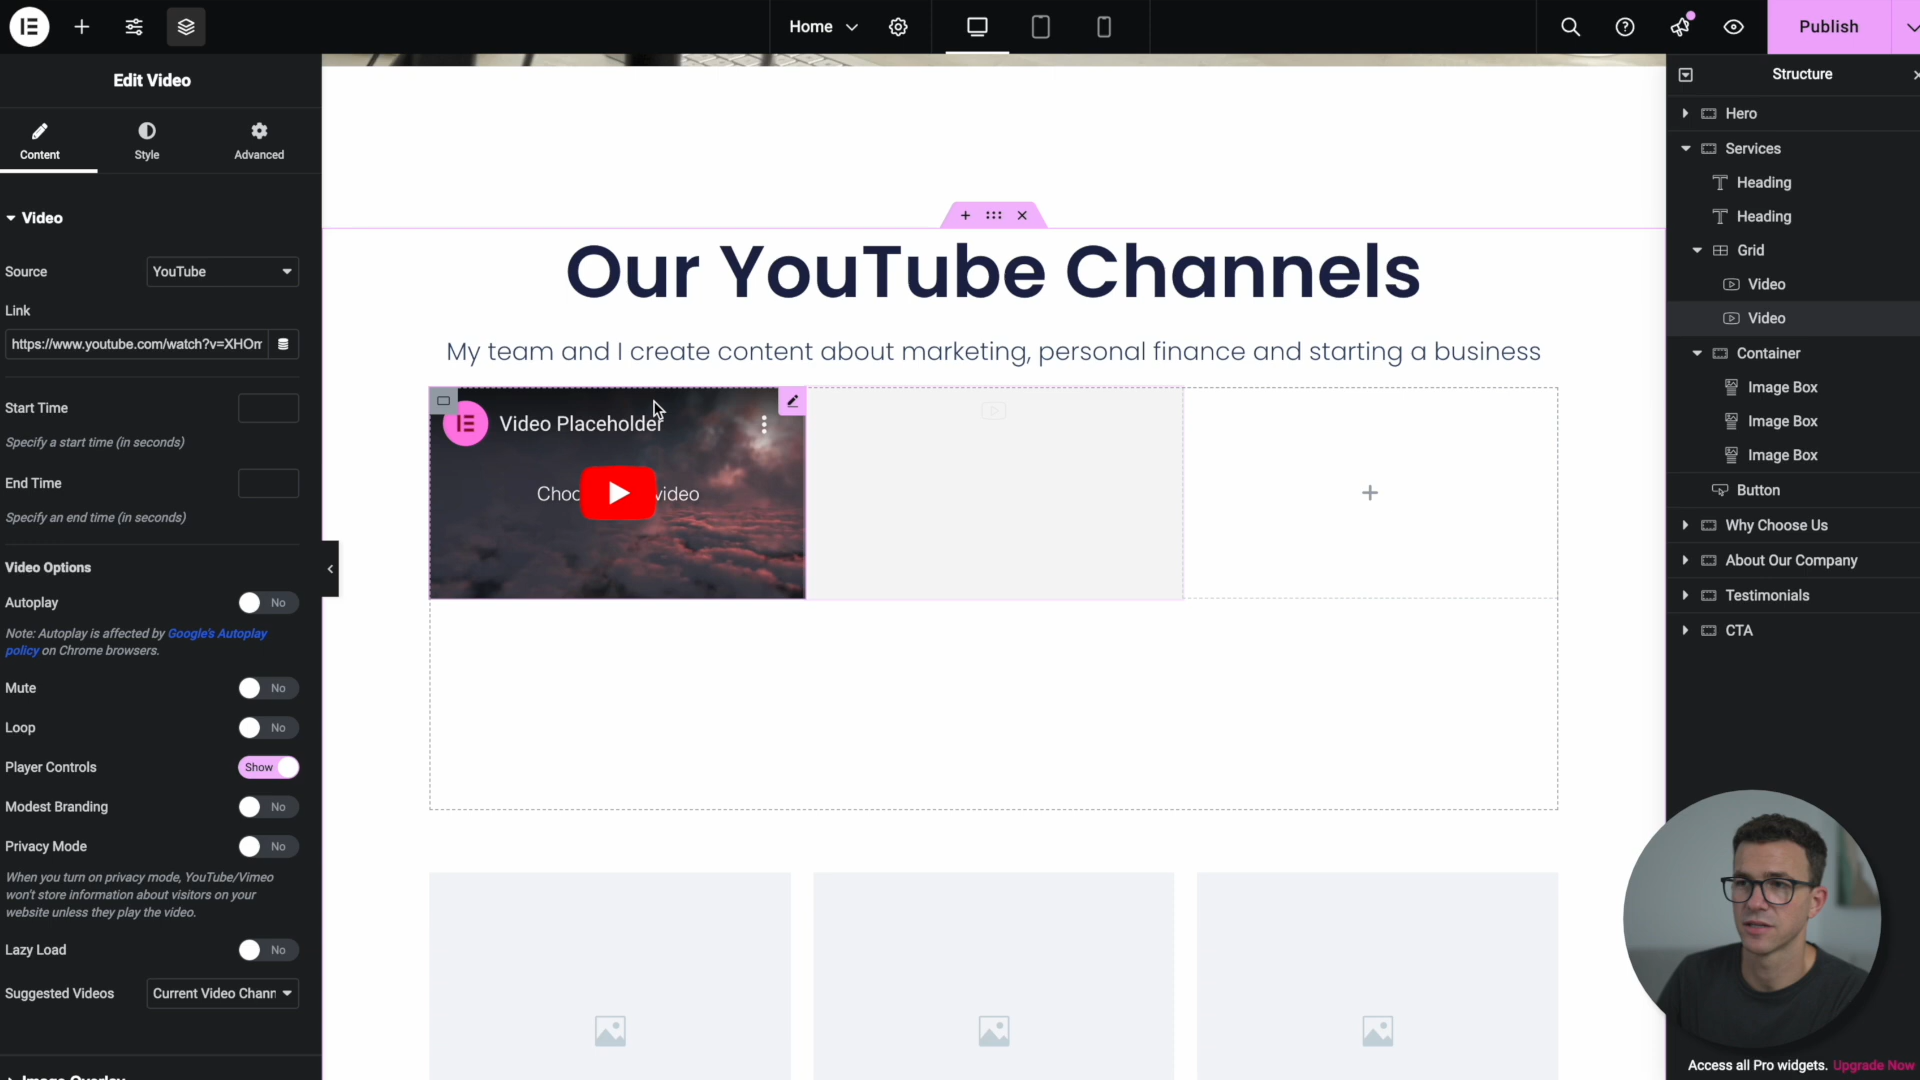 Home
Publish
Edit Video
Structure
Content
Style
Advanced
Video
Source
YouTube
Link
https://www.youtube.com/watch?v=XHOm
Start Time
Specify a start time (in seconds)
End Time
Specify an end time (in seconds)
Video Options
Autoplay
No
Note: Autoplay is affected by Google's Autoplay
policy on Chrome browsers.
Mute
No
Loop
No
Player Controls
Show
Modest Branding
No
Privacy Mode
No
When you turn on privacy mode, YouTube/Vimeo
won't store information about visitors on your
website unless they play the video.
Lazy Load
No
Suggested Videos
Current Video Chann
Image Overlay
Our YouTube Channels
My team and I create content about marketing, personal finance and starting a business
Video Placeholder
video
Hero
Services
Heading
Heading
Grid
Video
Video
Container
Image Box
Image Box
Image Box
Button
Why Choose Us
About Our Company
Testimonials
CTA
Access all Pro widgets. Upgrade Now